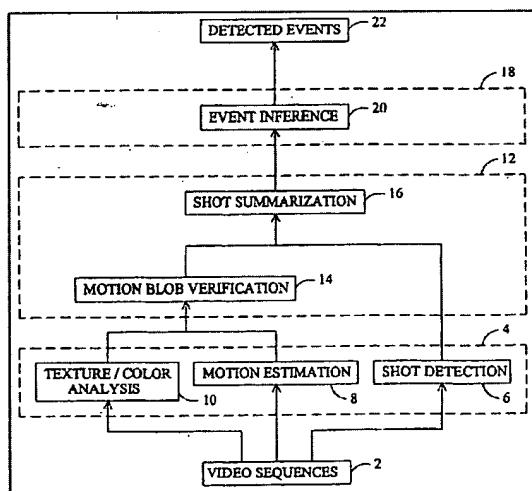 DETECTED EVENTS
22
18
EVENT INFERENCE
20
12
SHOT SUMMARIZATION
16
MOTION BLOB VERIFICATION
14
4
TEXTURE / COLOR
ANALYSIS
10
MOTION ESTIMATION
8
SHOT DETECTION
6
VIDEO SEQUENCES
2